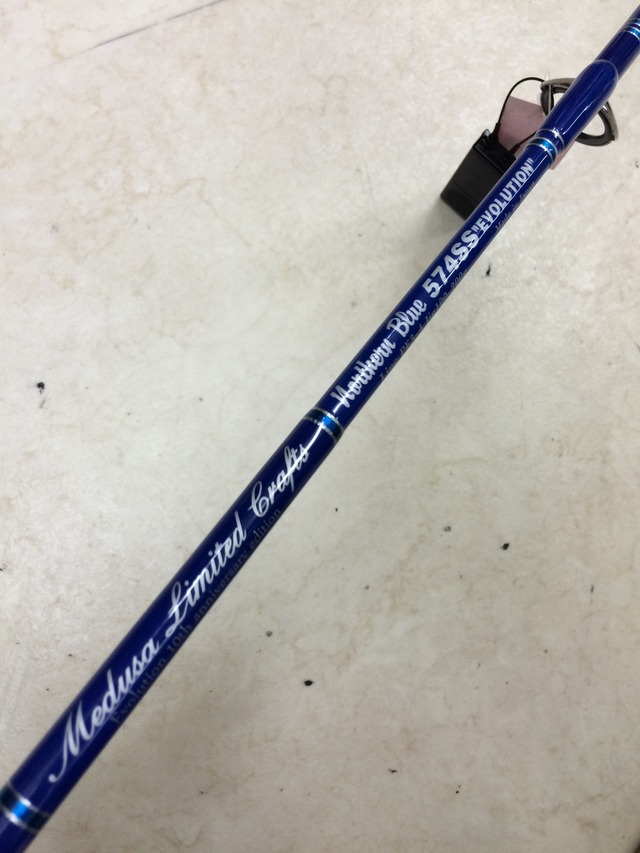 Medusa Limited Crafts
Evolution 10th anniversary edition
Northern Blue 574SS "EVOLUTION"